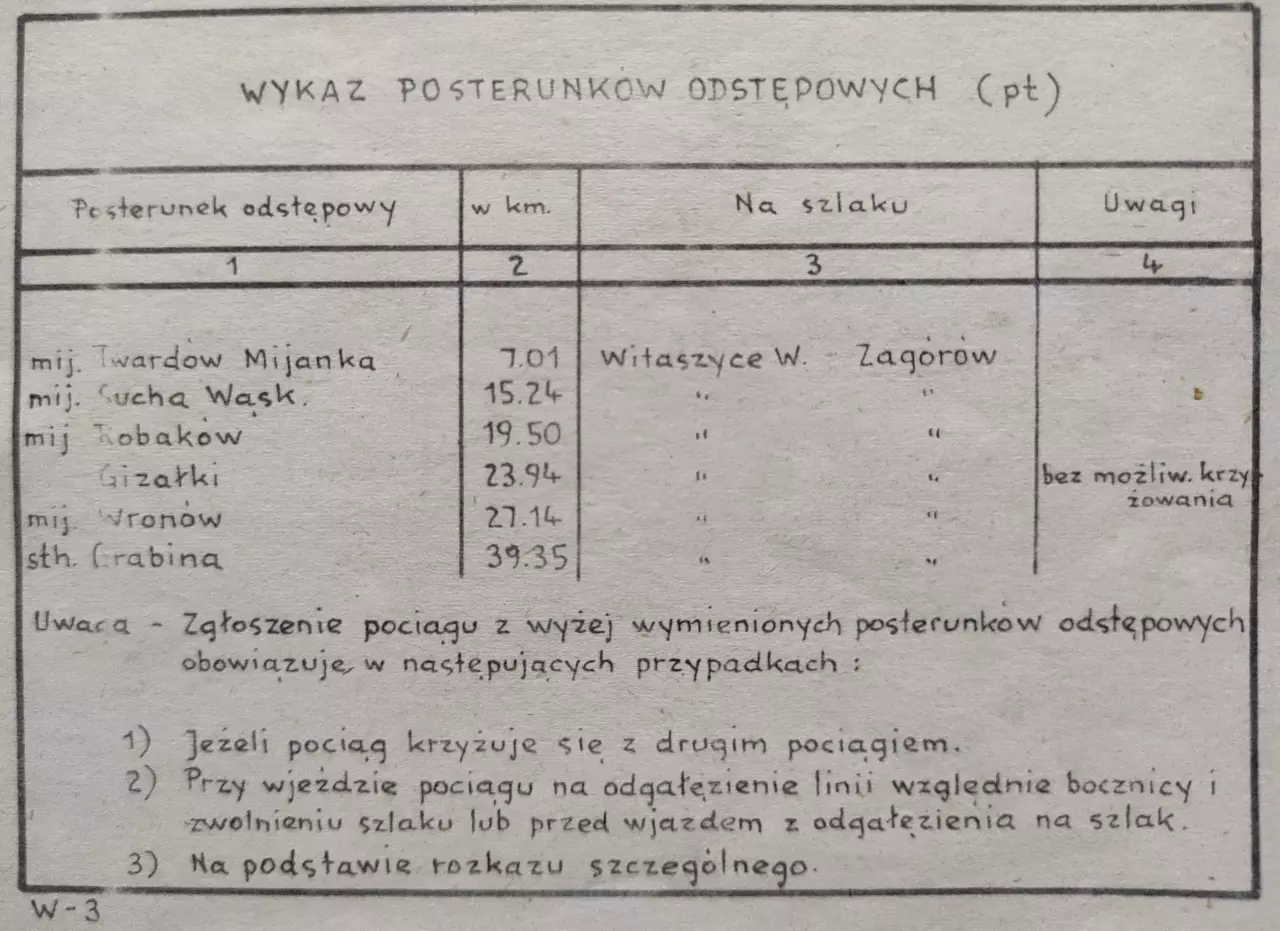 WYKAZ POSTERUNKÓW ODSTĘPOWYCH (pt)
Posterunek odstępowy w km. Na szlaku Uwagi
1 2 3 4
mij. Twardów Mijanka 7.01 Witaszyce W. - Zagórów
mij. Sucha Wąsk. 15.24 " "
mij Robaków 19.50 " "
Gizałki 23.94 " " bez możliw. krzy
żowania
mij. Wronów 27.14 " "
sth. Grabina 39.35 " "
Uwaga - Zgłoszenie pociągu z wyżej wymienionych posterunków odstępowych
obowiązuje, w następujących przypadkach :
1) Jeżeli pociąg krzyżuje się z drugim pociągiem.
2) Przy wjeździe pociągu na odgałęzienie linii względnie bocznicy i
zwolnieniu szlaku lub przed wjazdem z odgałęzienia na szlak.
3) Na podstawie rozkazu szczególnego.
W-3